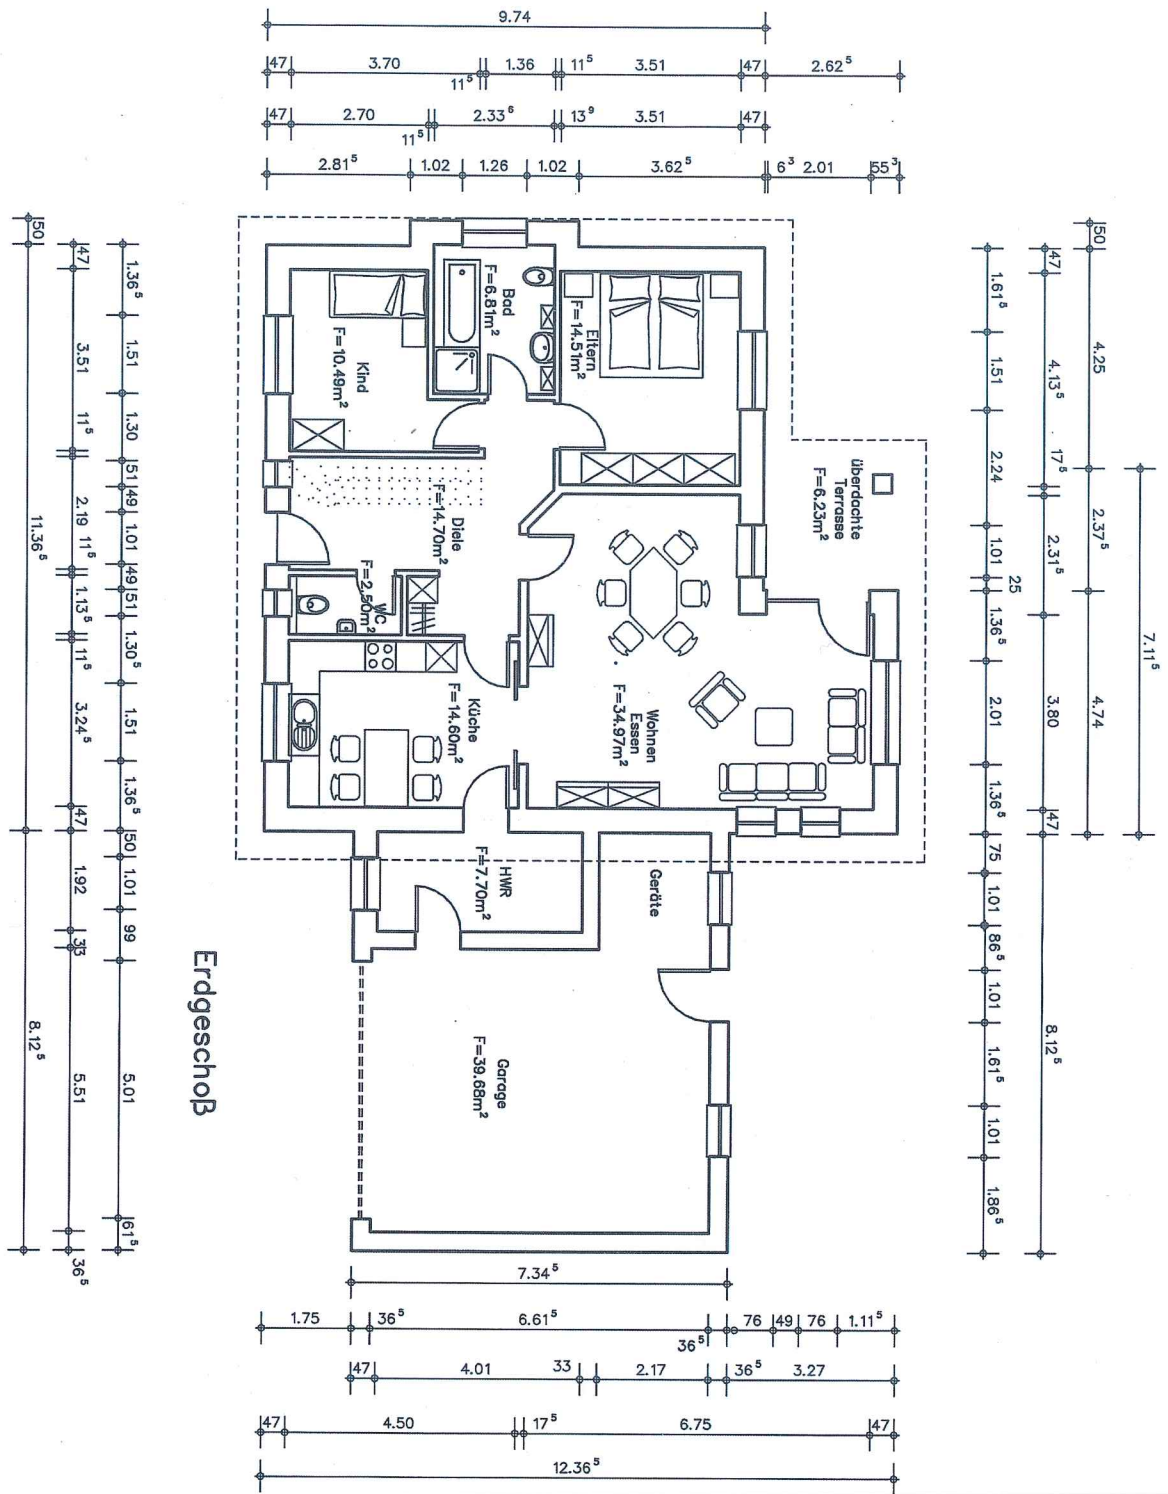 9.74
47 3.70 11⁵ 1.36 11⁵ 3.51 47 2.62⁵
47 2.70 11⁵ 2.33⁶ 13⁹ 3.51 47
2.81⁵ 1.02 1.26 1.02 3.62⁵ 6³ 2.01 55³
50 11.36⁵ 8.12⁵
47 3.51 11⁵ 2.19 11⁵ 1.13⁵ 11⁵ 3.24⁵ 47 1.92 33 5.51 36⁵
1.36⁵ 1.51 1.30 51 49 1.01 49 51 1.30⁵ 1.51 1.36⁵ 50 1.01 99 5.01 61⁵
Bad
F=6.81m²
Eltern
F=14.51m²
Kind
F=10.49m²
überdachte
Terrasse
F=6.23m²
Diele
F=14.70m²
WC
F=2.50m²
Küche
F=14.60m²
Wohnen
Essen
F=34.97m²
HWR
F=7.70m²
Geräte
Garage
F=39.68m²
Erdgeschoß
1.61⁵ 1.51 2.24 1.01 25 1.36⁵ 2.01 1.36⁵ 75 1.01 86⁵ 1.01 1.61⁵ 1.01 1.86⁵
47 4.13⁵ 17⁵ 2.31⁵ 3.80 47 8.12⁵
50 4.25 2.37⁵ 4.74
7.11⁵
7.34⁵
1.75 36⁵ 6.61⁵ 36⁵ 76 49 76 1.11⁵
47 4.01 33 2.17 36⁵ 3.27
47 4.50 17⁵ 6.75 47
12.36⁵